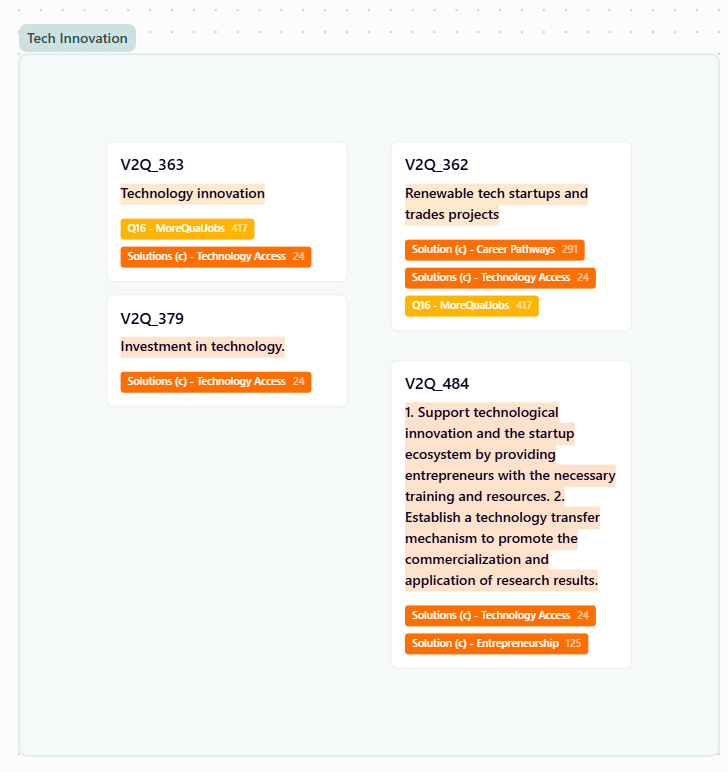 Tech Innovation
V2Q_363
Technology innovation
Q16 - MoreQualJobs 417
Solutions (c) - Technology Access 24
V2Q_379
Investment in technology.
Solutions (c) - Technology Access 24
V2Q_362
Renewable tech startups and
trades projects
Solution (c) - Career Pathways 291
Solutions (c) - Technology Access 24
Q16 - MoreQualJobs 417
V2Q_484
1. Support technological
innovation and the startup
ecosystem by providing
entrepreneurs with the necessary
training and resources. 2.
Establish a technology transfer
mechanism to promote the
commercialization and
application of research results.
Solutions (c) - Technology Access 24
Solution (c) - Entrepreneurship 125